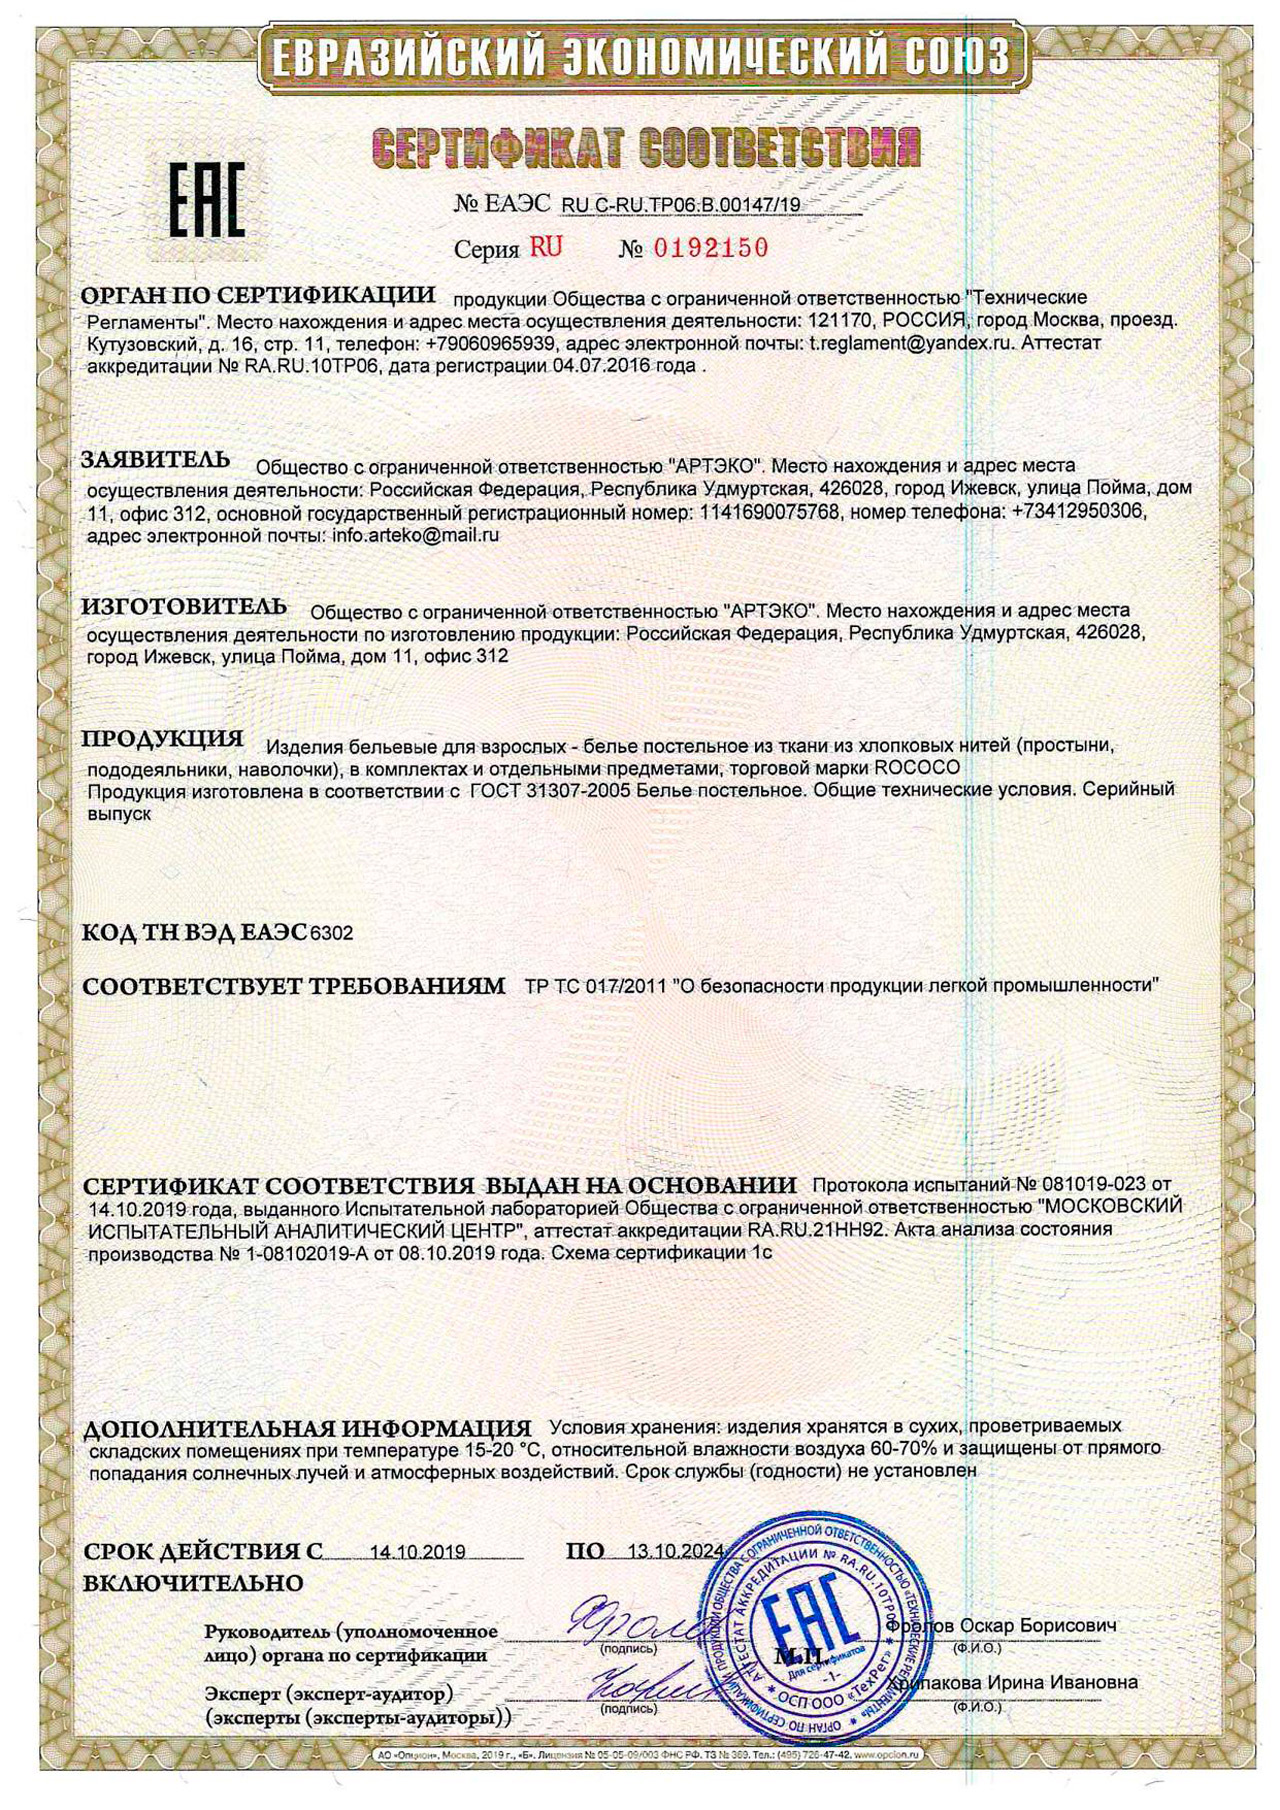 ЕВРАЗИЙСКИЙ ЭКОНОМИЧЕСКИЙ СОЮЗ
СЕРТИФИКАТ СООТВЕТСТВИЯ
EAC
№ ЕАЭС RU C-RU.TP06.B.00147/19
Серия RU № 0192150
ОРГАН ПО СЕРТИФИКАЦИИ продукции Общества с ограниченной ответственностью "Технические
Регламенты". Место нахождения и адрес места осуществления деятельности: 121170, РОССИЯ, город Москва, проезд.
Кутузовский, д. 16, стр. 11, телефон: +79060965939, адрес электронной почты: t.reglament@yandex.ru. Аттестат
аккредитации № RA.RU.10ТР06, дата регистрации 04.07.2016 года .
ЗАЯВИТЕЛЬ Общество с ограниченной ответственностью "АРТЭКО". Место нахождения и адрес места
осуществления деятельности: Российская Федерация, Республика Удмуртская, 426028, город Ижевск, улица Пойма, дом
11, офис 312, основной государственный регистрационный номер: 1141690075768, номер телефона: +73412950306,
адрес электронной почты: info.arteko@mail.ru
ИЗГОТОВИТЕЛЬ Общество с ограниченной ответственностью "АРТЭКО". Место нахождения и адрес места
осуществления деятельности по изготовлению продукции: Российская Федерация, Республика Удмуртская, 426028,
город Ижевск, улица Пойма, дом 11, офис 312
ПРОДУКЦИЯ Изделия бельевые для взрослых - белье постельное из ткани из хлопковых нитей (простыни,
пододеяльники, наволочки), в комплектах и отдельными предметами, торговой марки ROCOCO
Продукция изготовлена в соответствии с ГОСТ 31307-2005 Белье постельное. Общие технические условия. Серийный
выпуск
КОД ТН ВЭД ЕАЭС 6302
СООТВЕТСТВУЕТ ТРЕБОВАНИЯМ ТР ТС 017/2011 "О безопасности продукции легкой промышленности"
СЕРТИФИКАТ СООТВЕТСТВИЯ ВЫДАН НА ОСНОВАНИИ Протокола испытаний № 081019-023 от
14.10.2019 года, выданного Испытательной лабораторией Общества с ограниченной ответственностью "МОСКОВСКИЙ
ИСПЫТАТЕЛЬНЫЙ АНАЛИТИЧЕСКИЙ ЦЕНТР", аттестат аккредитации RA.RU.21НН92. Акта анализа состояния
производства № 1-08102019-А от 08.10.2019 года. Схема сертификации 1с
ДОПОЛНИТЕЛЬНАЯ ИНФОРМАЦИЯ Условия хранения: изделия хранятся в сухих, проветриваемых
складских помещениях при температуре 15-20 °С, относительной влажности воздуха 60-70% и защищены от прямого
попадания солнечных лучей и атмосферных воздействий. Срок службы (годности) не установлен
СРОК ДЕЙСТВИЯ С 14.10.2019 ПО 13.10.2024
ВКЛЮЧИТЕЛЬНО
Руководитель (уполномоченное
лицо) органа по сертификации
(подпись)
М.П.
Фролов Оскар Борисович
(Ф.И.О.)
Эксперт (эксперт-аудитор)
(эксперты (эксперты-аудиторы))
(подпись)
Хрипакова Ирина Ивановна
(Ф.И.О.)
ОРГАН ПО СЕРТИФИКАЦИИ ПРОДУКЦИИ ОБЩЕСТВА С ОГРАНИЧЕННОЙ ОТВЕТСТВЕННОСТЬЮ «ТЕХНИЧЕСКИЕ РЕГЛАМЕНТЫ»
АТТЕСТАТ АККРЕДИТАЦИИ № RA.RU.10ТР06
ОСП ООО «ТехРег»
EAC
Для сертификатов
-1-
АО «Опцион», Москва, 2019 г., «Б». Лицензия № 05-05-09/003 ФНС РФ. ТЗ № 369. Тел.: (495) 726-47-42, www.opcion.ru